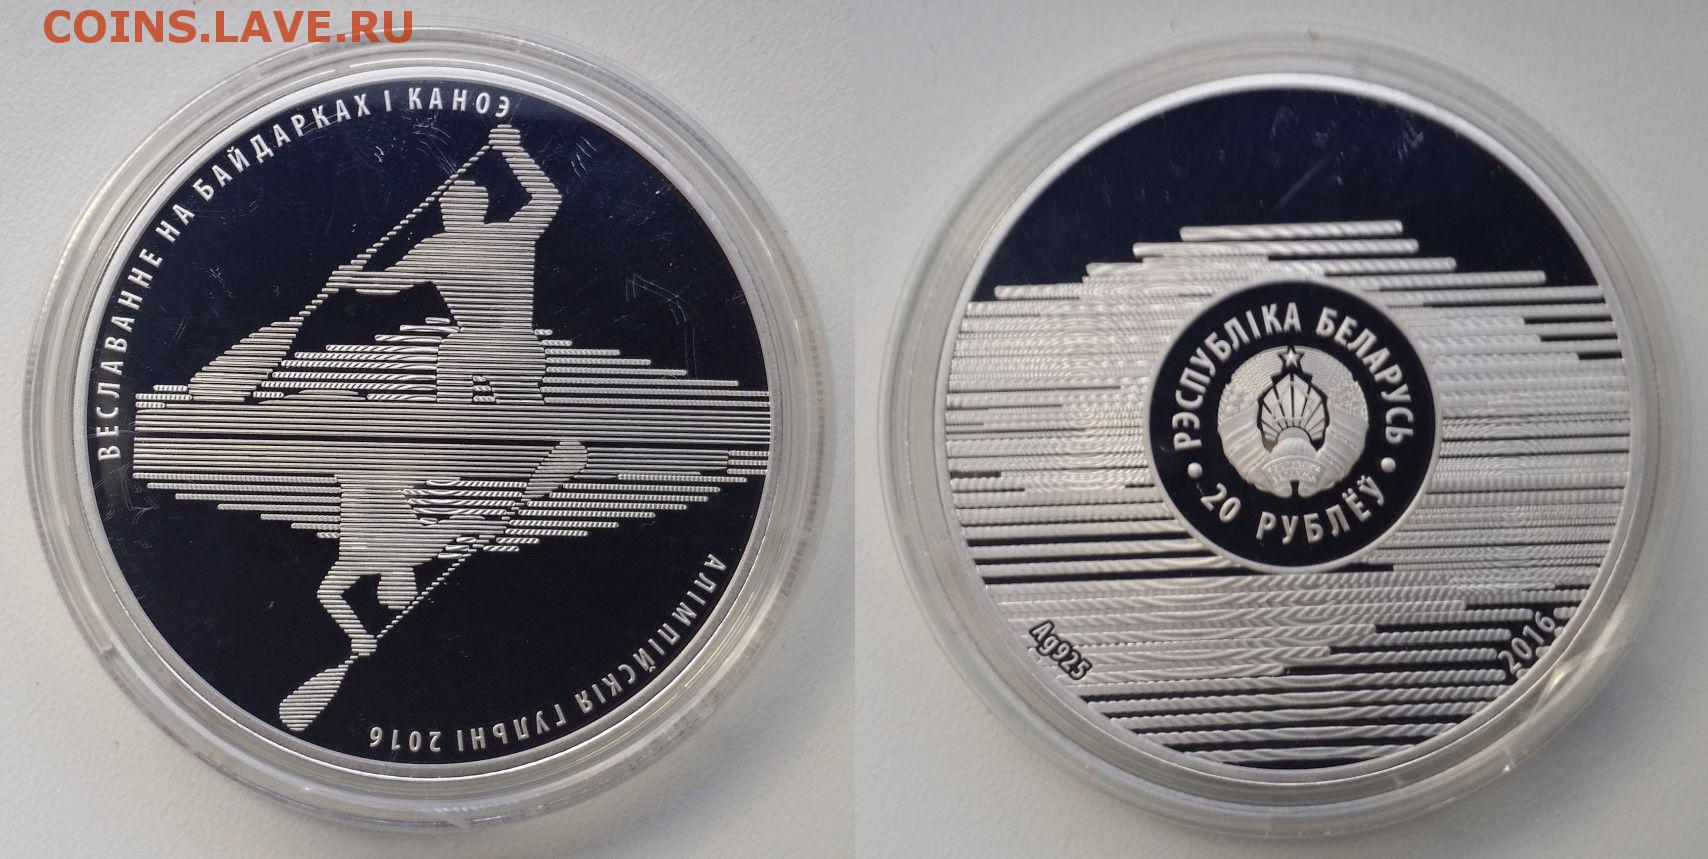 COINS.LAVE.RU
ВЕСЛАВАННЕ НА БАЙДАРКАХ І КАНОЭ
АЛІМПІЙСКІЯ ГУЛЬНІ 2016
РЭСПУБЛІКА БЕЛАРУСЬ
• 20 РУБЛЁЎ •
Ag925
2016